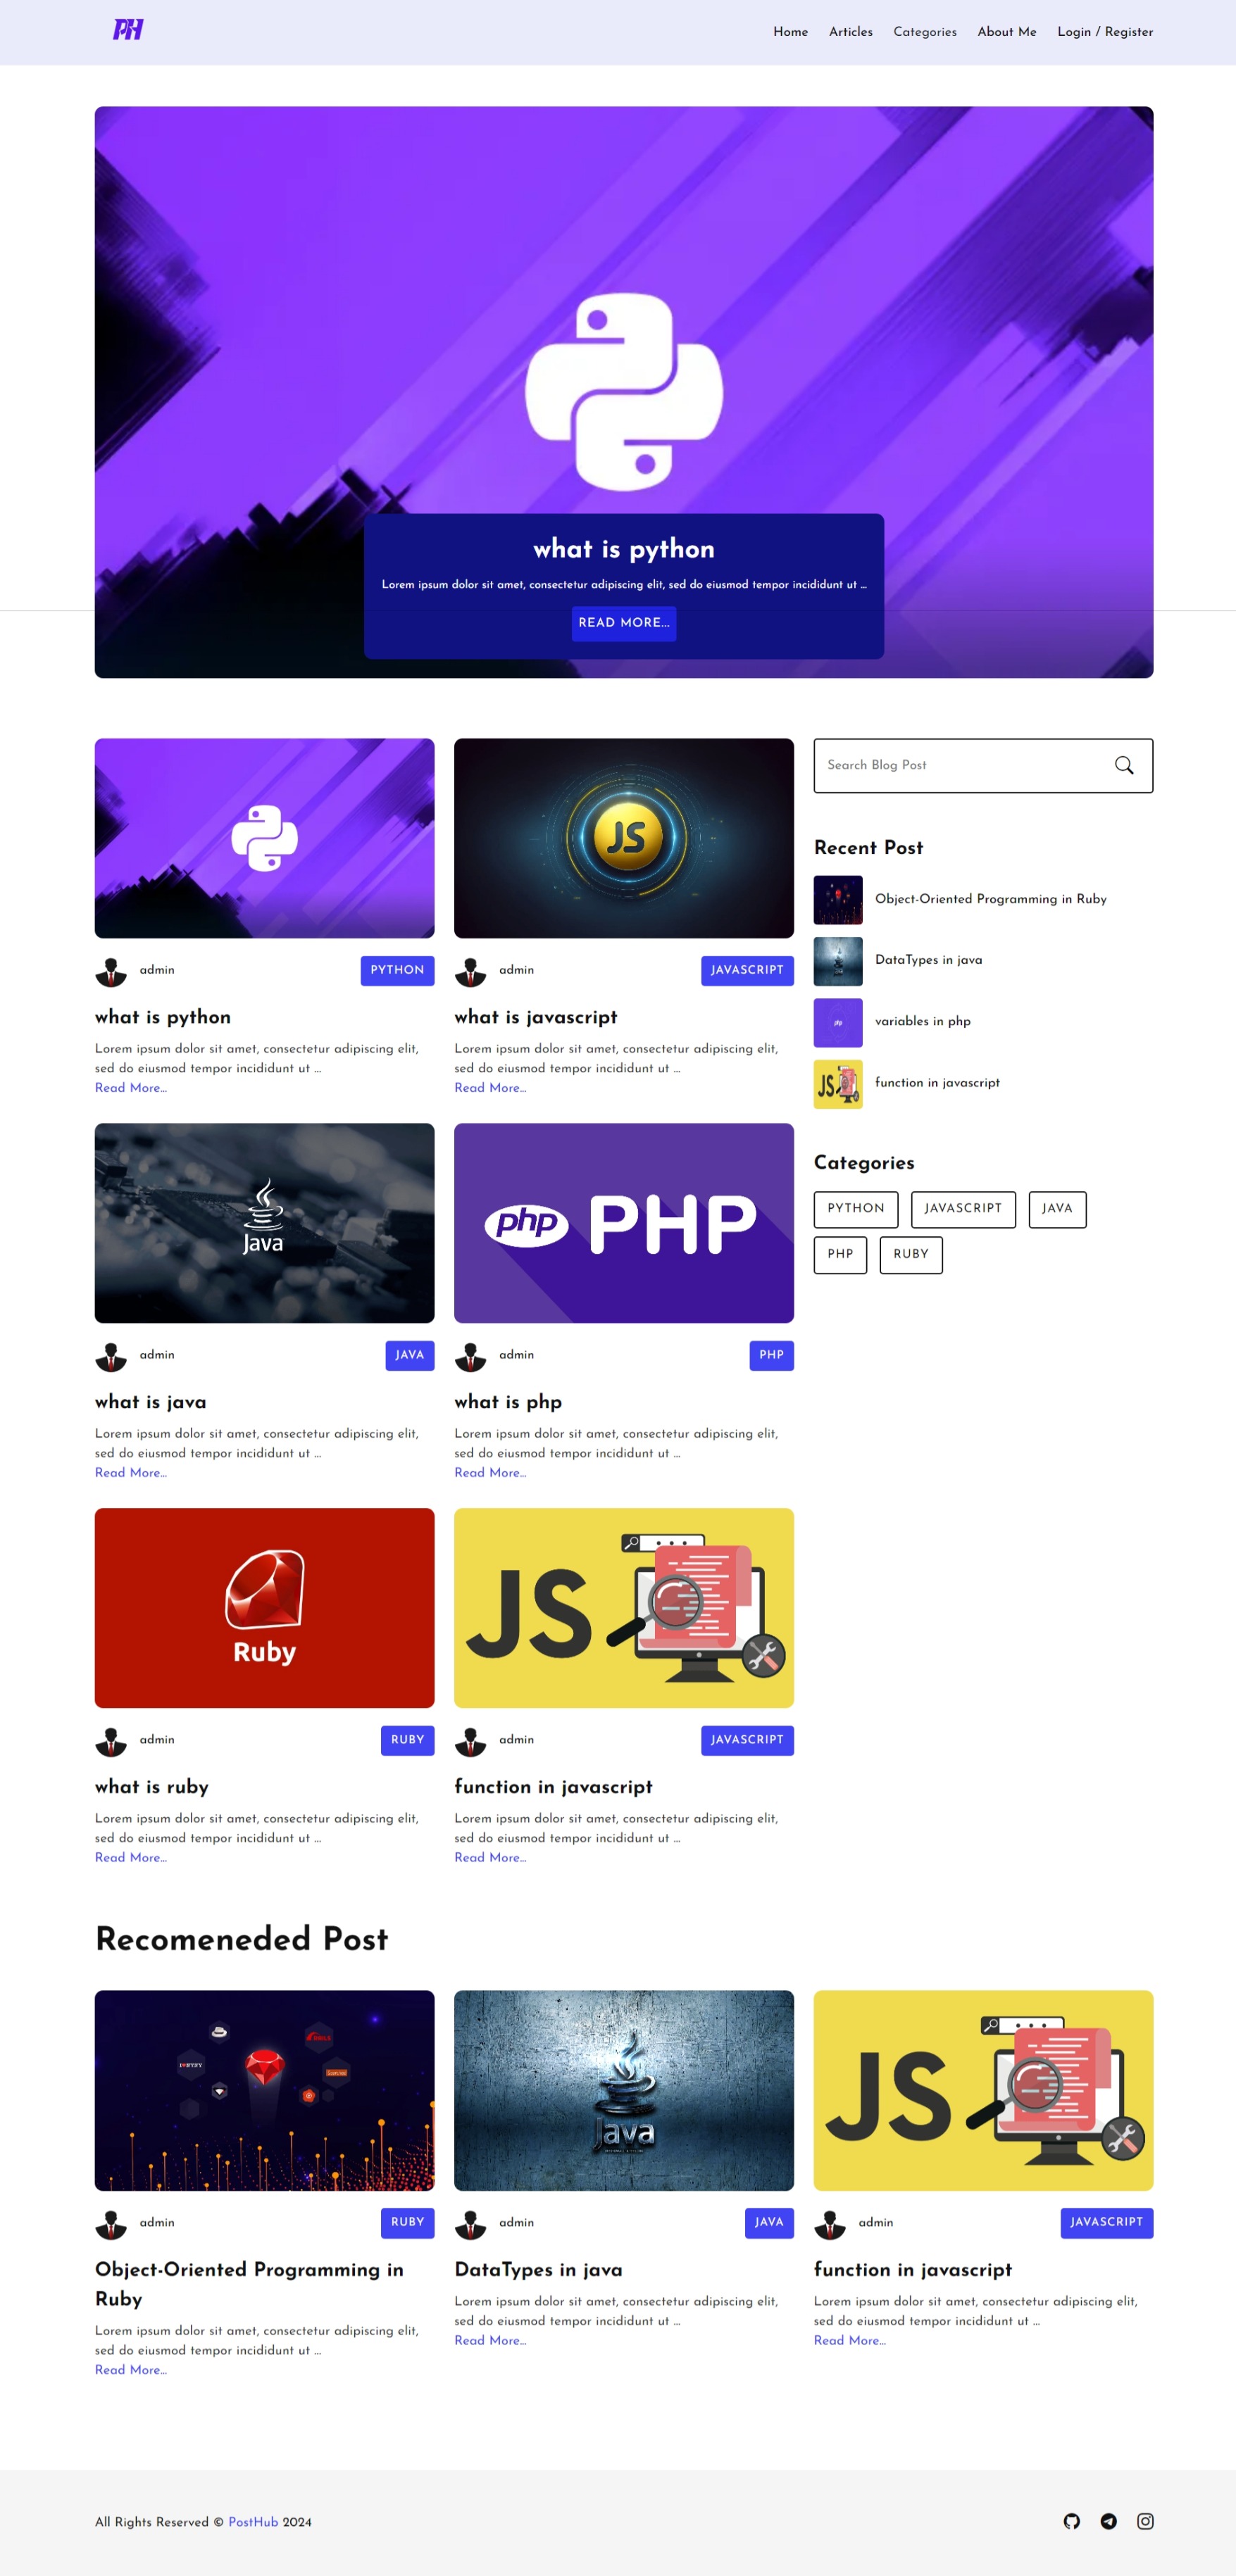 PH
Home Articles Categories About Me Login / Register
what is python
Lorem ipsum dolor sit amet, consectetur adipiscing elit, sed do eiusmod tempor incididunt ut ...
READ MORE...
JS
Search Blog Post
admin PYTHON
what is python
Lorem ipsum dolor sit amet, consectetur adipiscing elit,
sed do eiusmod tempor incididunt ut ...
Read More...
admin JAVASCRIPT
what is javascript
Lorem ipsum dolor sit amet, consectetur adipiscing elit,
sed do eiusmod tempor incididunt ut ...
Read More...
Recent Post
Object-Oriented Programming in Ruby
DataTypes in java
php
variables in php
JS
function in javascript
Categories
PYTHON JAVASCRIPT JAVA
PHP RUBY
Java
admin JAVA
what is java
Lorem ipsum dolor sit amet, consectetur adipiscing elit,
sed do eiusmod tempor incididunt ut ...
Read More...
php PHP
admin PHP
what is php
Lorem ipsum dolor sit amet, consectetur adipiscing elit,
sed do eiusmod tempor incididunt ut ...
Read More...
Ruby
admin RUBY
what is ruby
Lorem ipsum dolor sit amet, consectetur adipiscing elit,
sed do eiusmod tempor incididunt ut ...
Read More...
JS
admin JAVASCRIPT
function in javascript
Lorem ipsum dolor sit amet, consectetur adipiscing elit,
sed do eiusmod tempor incididunt ut ...
Read More...
Recomeneded Post
admin RUBY
Object-Oriented Programming in
Ruby
Lorem ipsum dolor sit amet, consectetur adipiscing elit,
sed do eiusmod tempor incididunt ut ...
Read More...
Java
admin JAVA
DataTypes in java
Lorem ipsum dolor sit amet, consectetur adipiscing elit,
sed do eiusmod tempor incididunt ut ...
Read More...
JS
admin JAVASCRIPT
function in javascript
Lorem ipsum dolor sit amet, consectetur adipiscing elit,
sed do eiusmod tempor incididunt ut ...
Read More...
All Rights Reserved © PostHub 2024